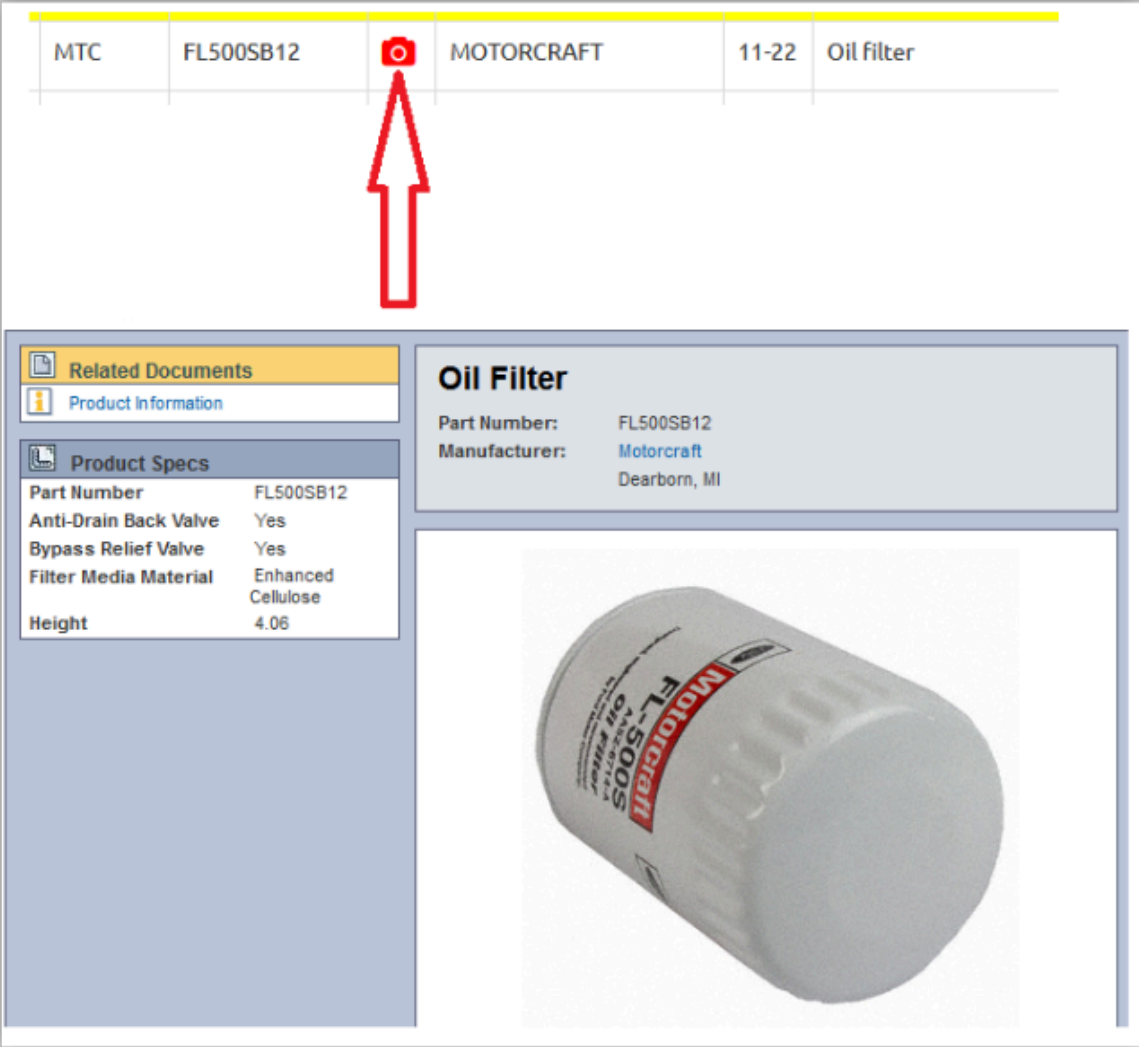 MTC FL500SB12 MOTORCRAFT 11-22 Oil filter
Related Documents
Product Information
Product Specs
Part Number FL500SB12
Anti-Drain Back Valve Yes
Bypass Relief Valve Yes
Filter Media Material Enhanced
Cellulose
Height 4.06
Oil Filter
Part Number: FL500SB12
Manufacturer: Motorcraft
Dearborn, MI
Motorcraft
FL-500S
Oil Filter